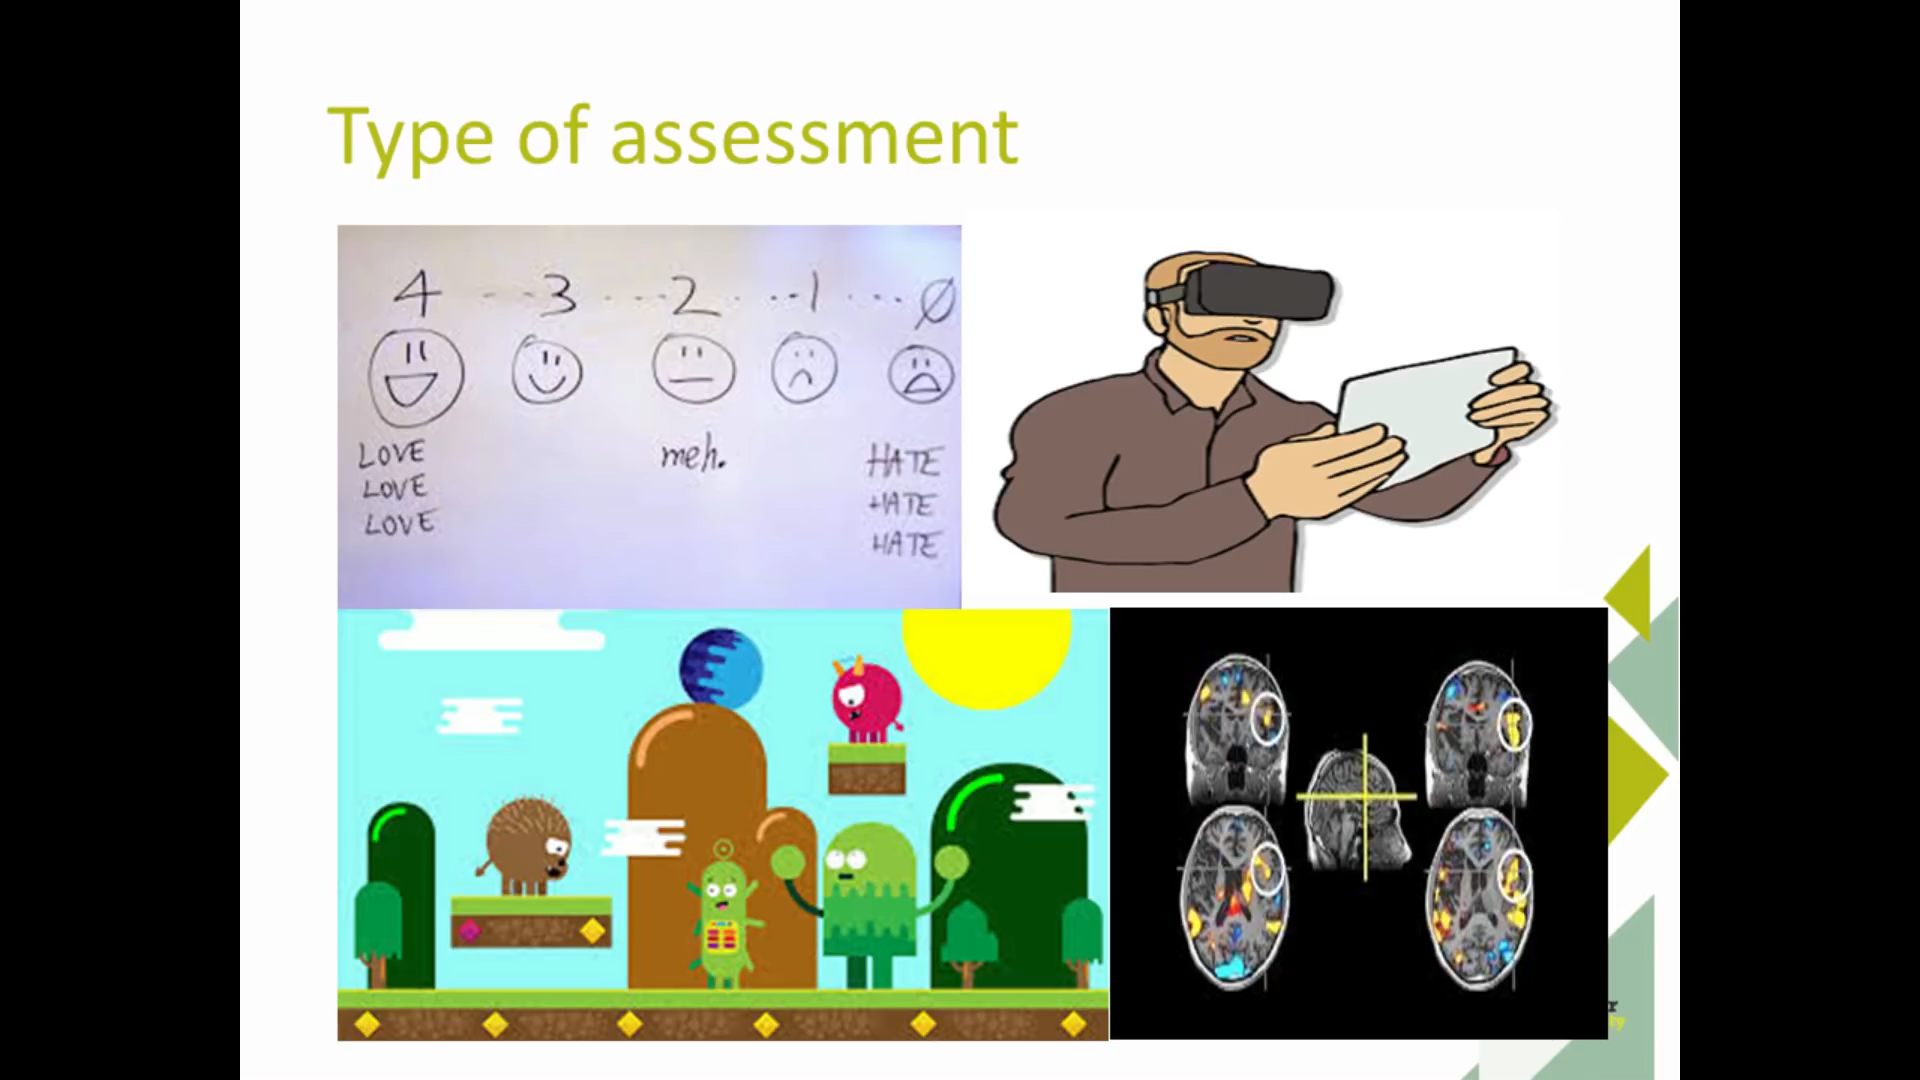 Type of assessment
4 -- 3 ---- 2 . --- 1 ---- 0
LOVE
LOVE
LOVE
meh.
HATE
HATE
HATE